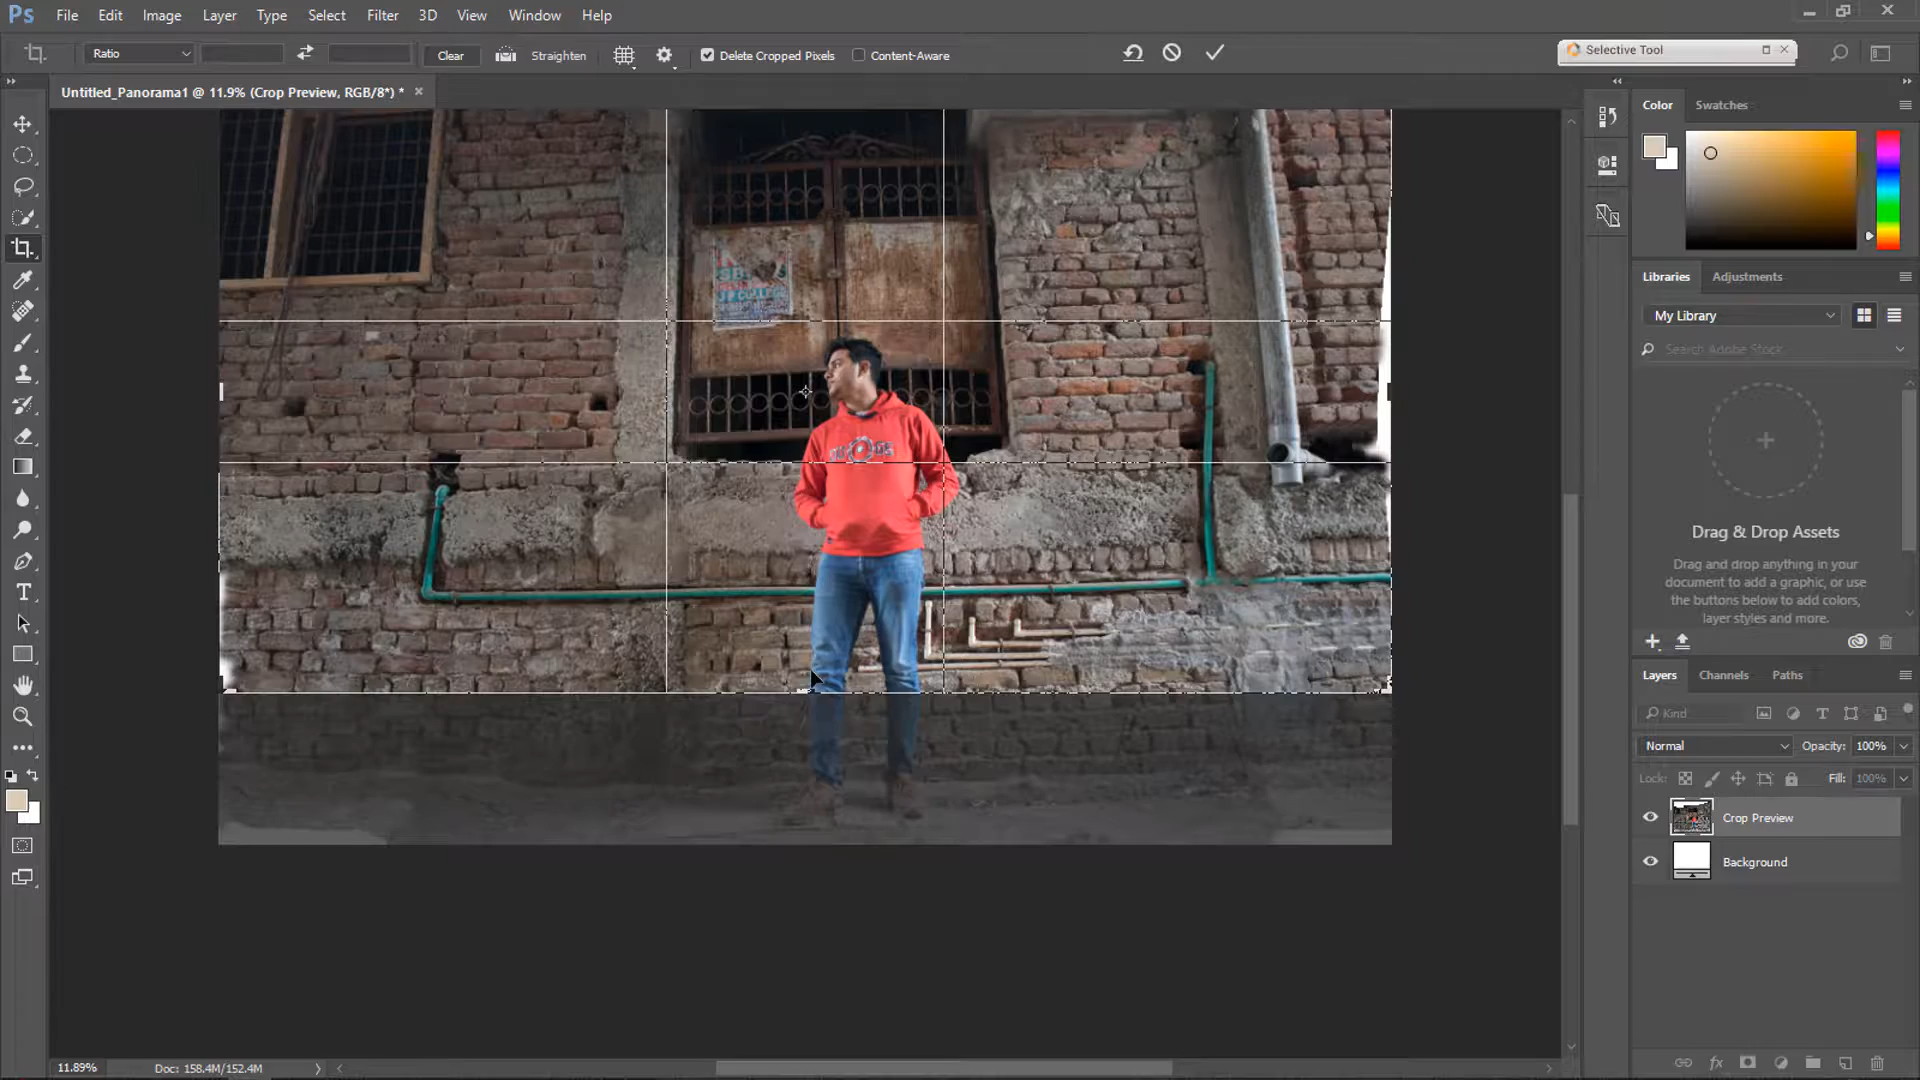 Ps File Edit Image Layer Type Select Filter 3D View Window Help
Ratio Clear Straighten Delete Cropped Pixels Content-Aware
Selective Tool
Untitled_Panorama1 @ 11.9% (Crop Preview, RGB/8*) *
Color Swatches
Libraries Adjustments
My Library
Search Adobe Stock
Drag & Drop Assets
Drag and drop anything in your
document to add a graphic, or use
the buttons below to add colors,
layer styles and more.
Layers Channels Paths
Kind
Normal Opacity: 100%
Lock: Fill: 100%
Crop Preview
Background
fx
11.89% Doc: 158.4M/152.4M